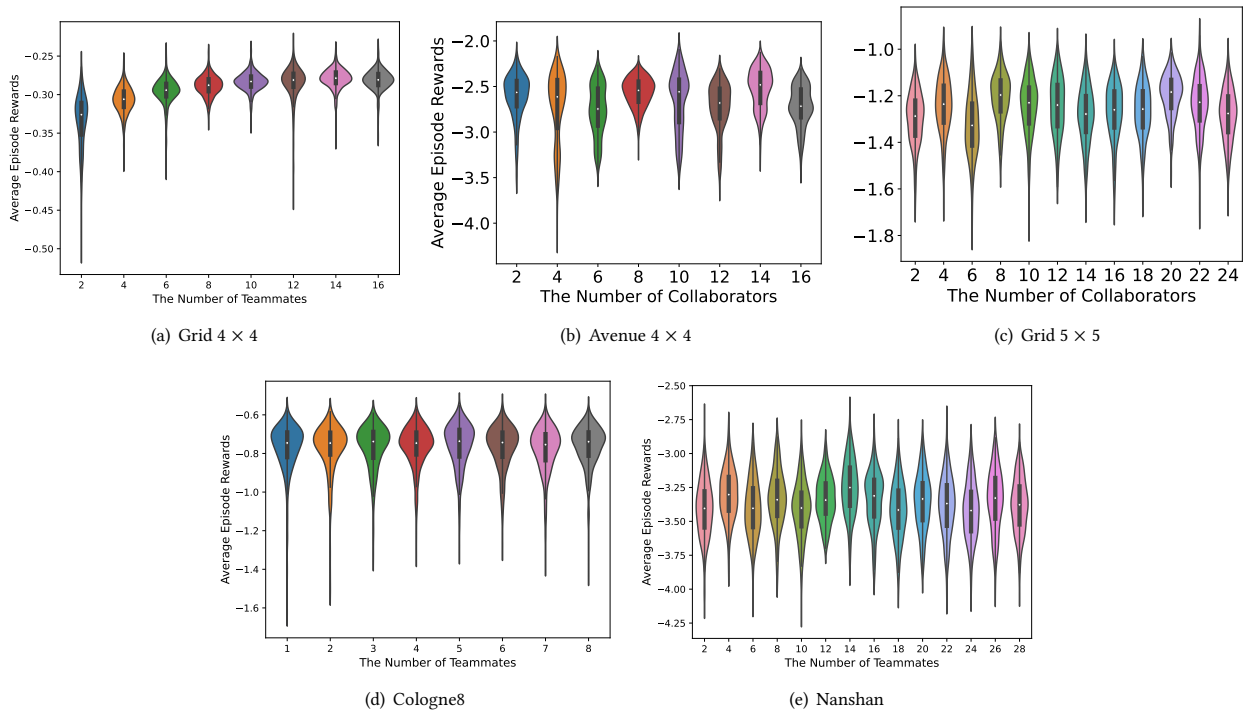 Average Episode Rewards
−0.25
−0.30
−0.35
−0.40
−0.45
−0.50
2 4 6 8 10 12 14 16
The Number of Teammates
(a) Grid 4 × 4
Average Episode Rewards
−2.0
−2.5
−3.0
−3.5
−4.0
2 4 6 8 10 12 14 16
The Number of Collaborators
(b) Avenue 4 × 4
−1.0
−1.2
−1.4
−1.6
−1.8
2 4 6 8 10 12 14 16 18 20 22 24
The Number of Collaborators
(c) Grid 5 × 5
Average Episode Rewards
−0.6
−0.8
−1.0
−1.2
−1.4
−1.6
1 2 3 4 5 6 7 8
The Number of Teammates
(d) Cologne8
Average Episode Rewards
−2.50
−2.75
−3.00
−3.25
−3.50
−3.75
−4.00
−4.25
2 4 6 8 10 12 14 16 18 20 22 24 26 28
The Number of Teammates
(e) Nanshan